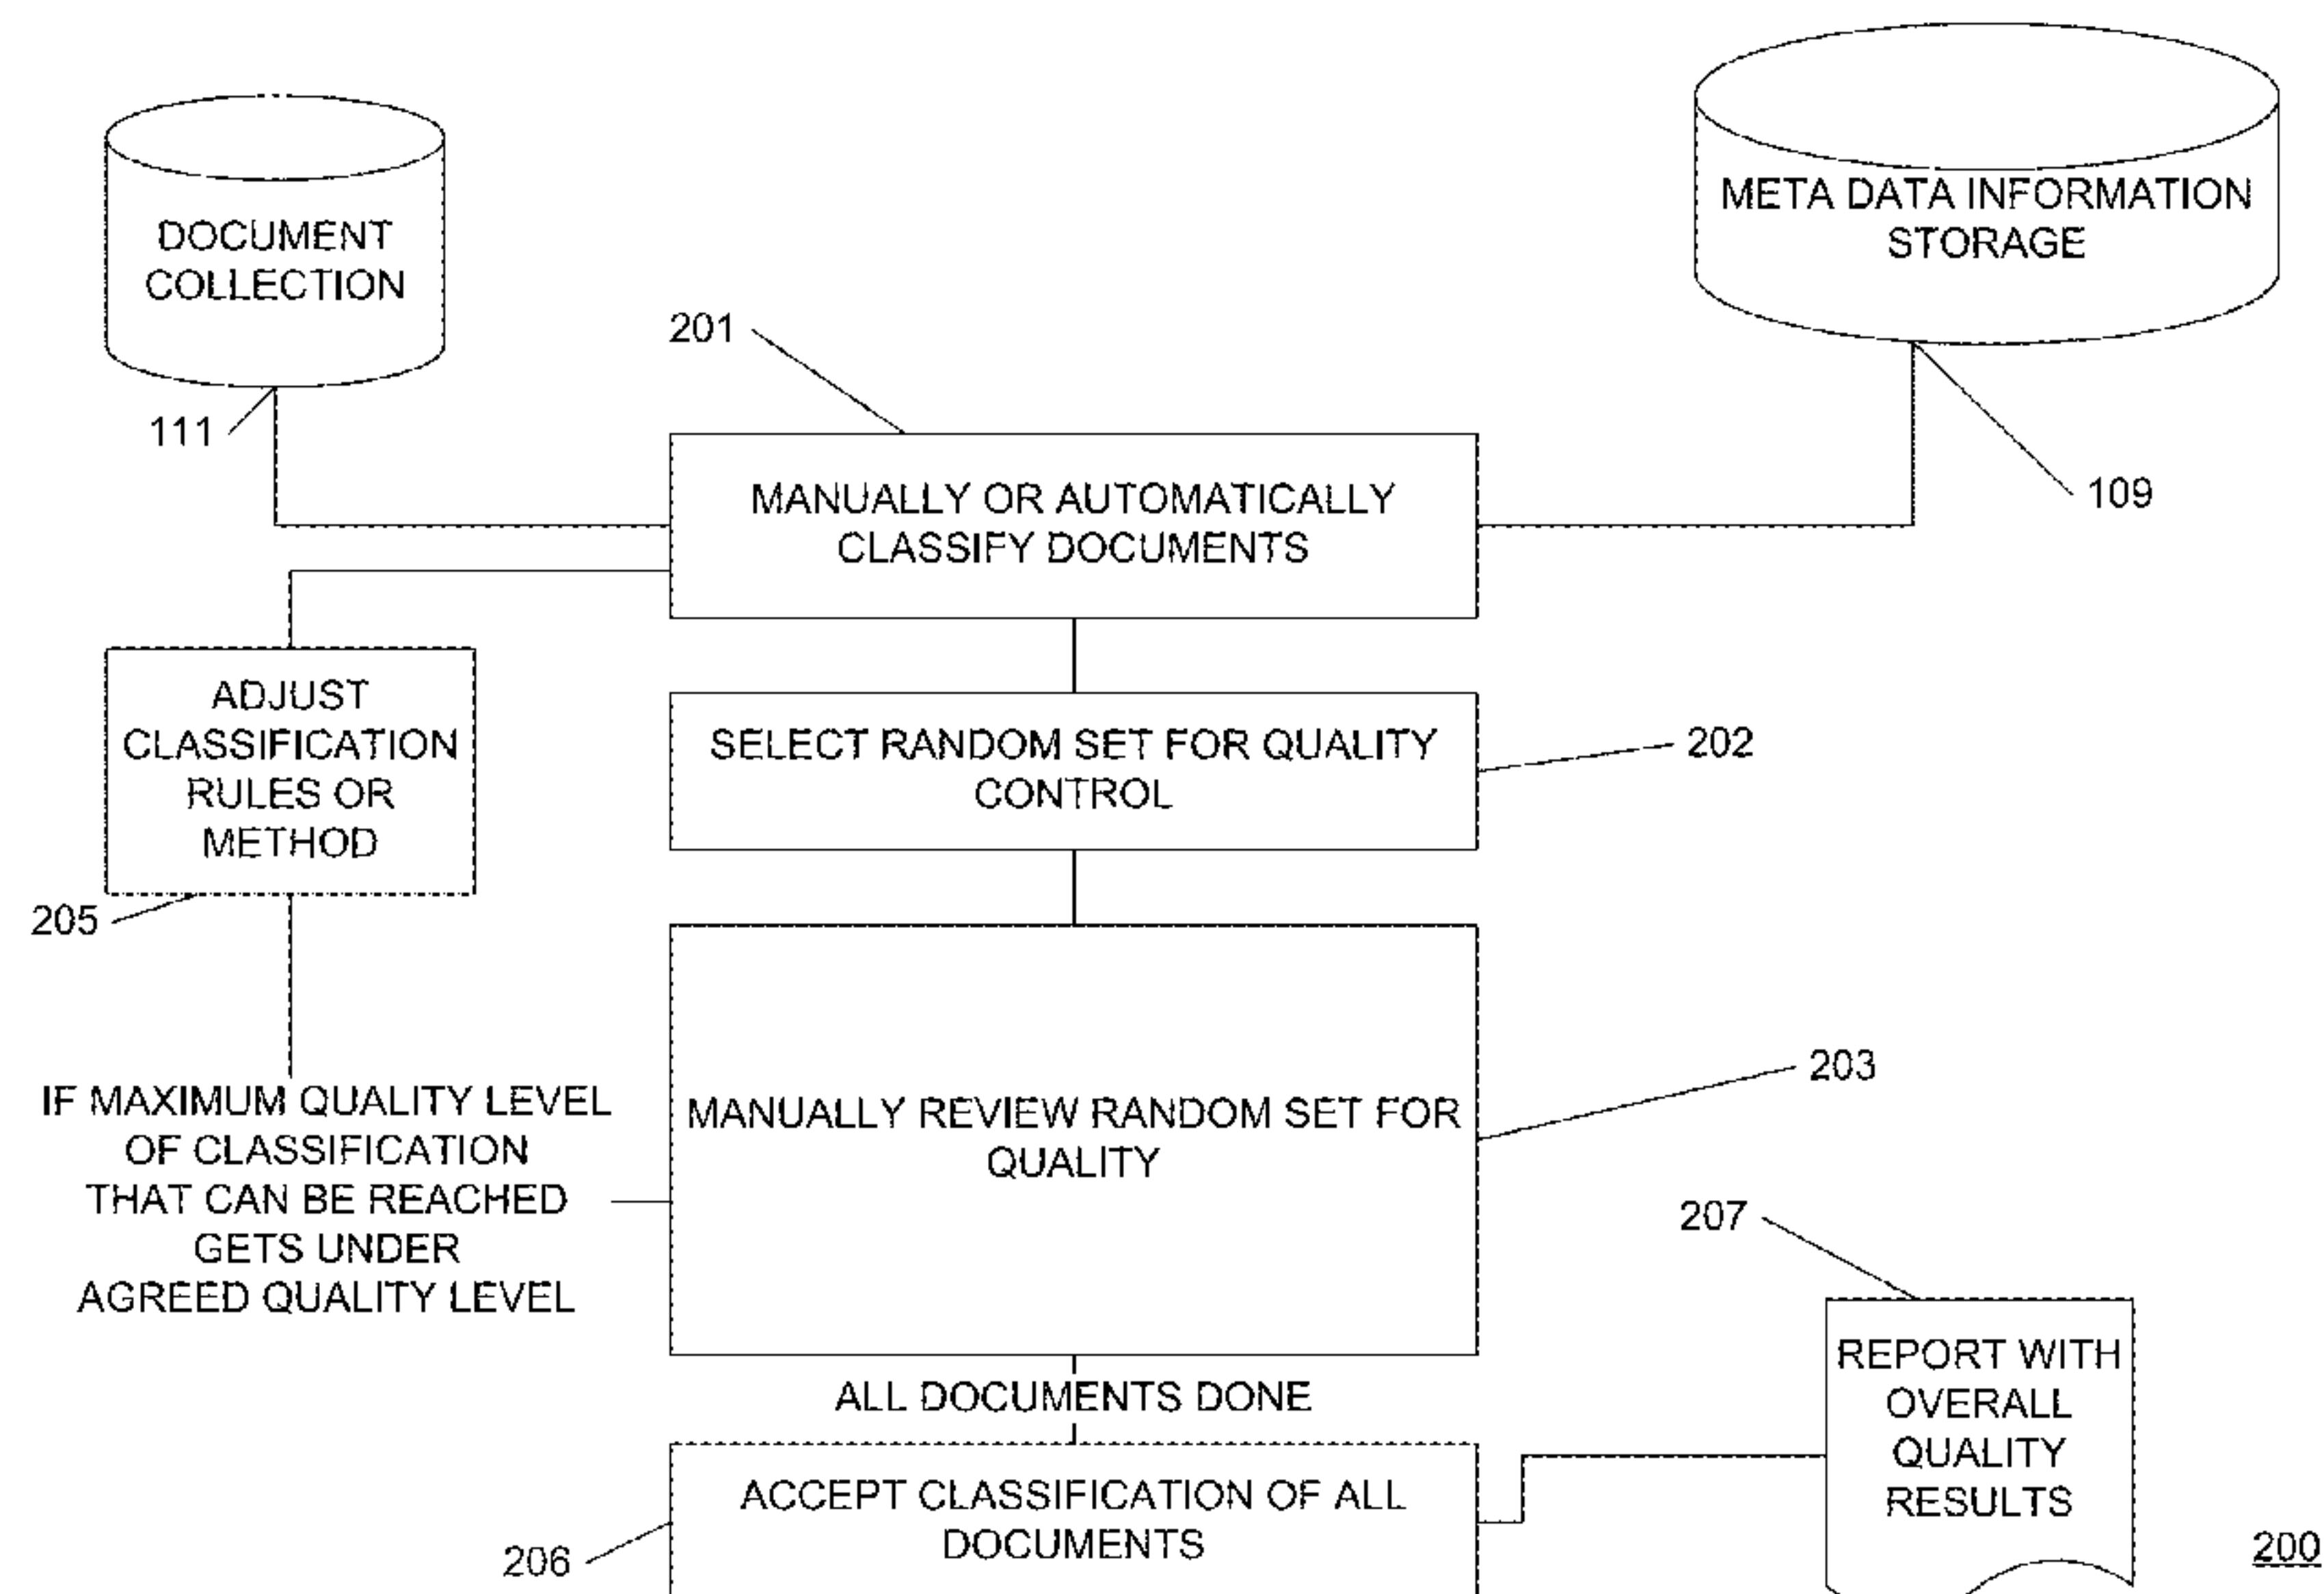 DOCUMENT
COLLECTION
META DATA INFORMATION
STORAGE
201
111
109
MANUALLY OR AUTOMATICALLY
CLASSIFY DOCUMENTS
ADJUST
CLASSIFICATION
RULES OR
METHOD
205
SELECT RANDOM SET FOR QUALITY
CONTROL
202
IF MAXIMUM QUALITY LEVEL
OF CLASSIFICATION
THAT CAN BE REACHED
GETS UNDER
AGREED QUALITY LEVEL
MANUALLY REVIEW RANDOM SET FOR
QUALITY
203
207
ALL DOCUMENTS DONE
REPORT WITH
OVERALL
QUALITY
RESULTS
ACCEPT CLASSIFICATION OF ALL
DOCUMENTS
206
200